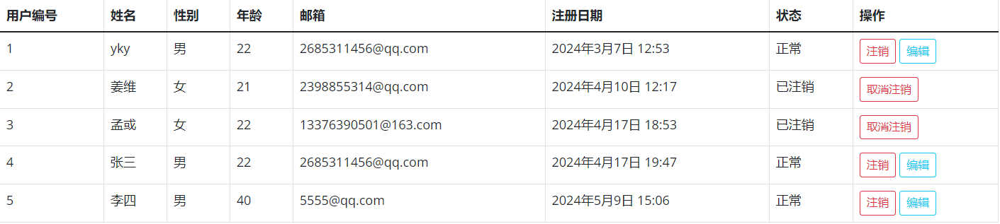 用户编号 姓名 性别 年龄 邮箱 注册日期 状态 操作
1 yky 男 22 2685311456@qq.com 2024年3月7日 12:53 正常 注销 编辑
2 姜维 女 21 2398855314@qq.com 2024年4月10日 12:17 已注销 取消注销
3 孟或 女 22 13376390501@163.com 2024年4月17日 18:53 已注销 取消注销
4 张三 男 22 2685311456@qq.com 2024年4月17日 19:47 正常 注销 编辑
5 李四 男 40 5555@qq.com 2024年5月9日 15:06 正常 注销 编辑